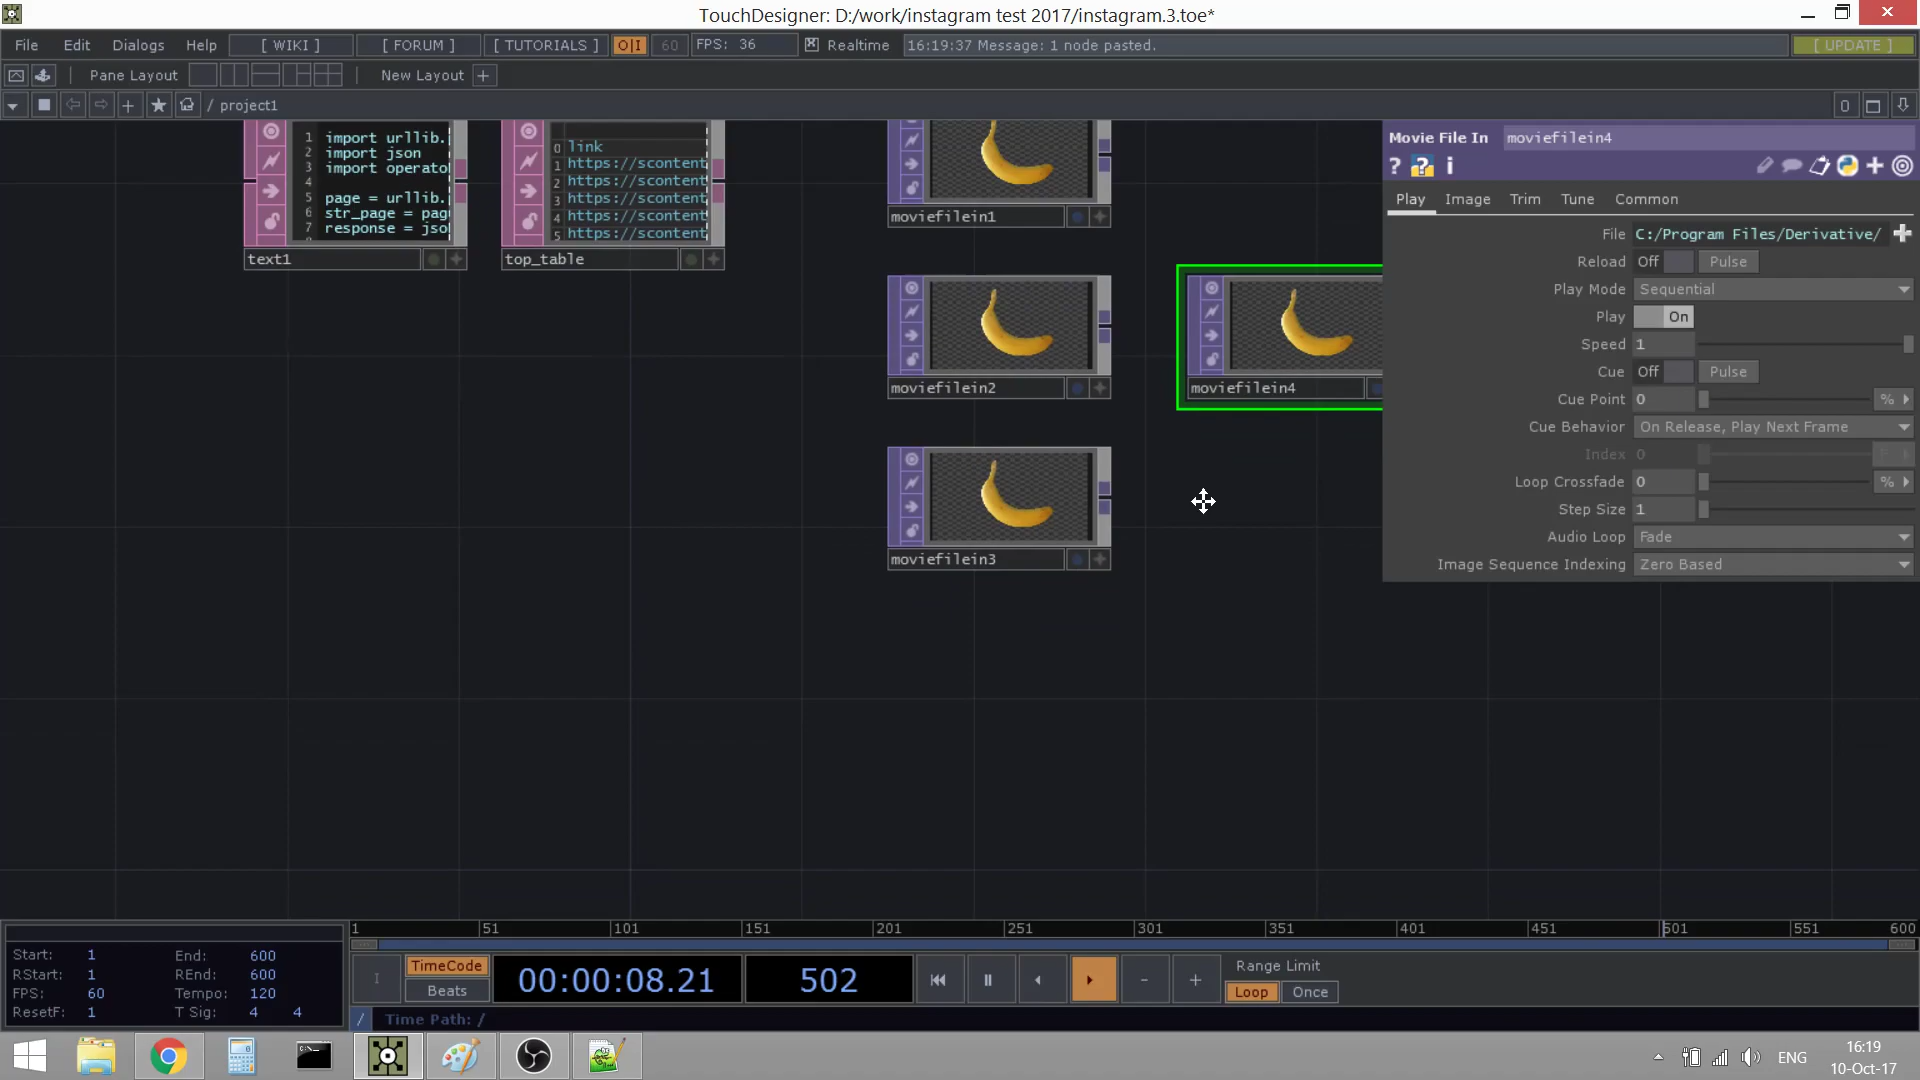 TouchDesigner: D:/work/instagram test 2017/instagram.3.toe*
File Edit Dialogs Help [ WIKI ] [ FORUM ] [ TUTORIALS ] O|I 60 FPS: 36 Realtime 16:19:37 Message: 1 node pasted. [ UPDATE ]
Pane Layout New Layout +
/ project1 0
1 import urllib.
2 import json
3 import operato
4
5 page = urllib.
6 str_page = pag
7 response = jso
text1
0 link
1 https://scontent
2 https://scontent
3 https://scontent
4 https://scontent
5 https://scontent
top_table
moviefilein1
moviefilein2
moviefilein4
moviefilein3
Movie File In moviefilein4
? ? i
Play Image Trim Tune Common
File C:/Program Files/Derivative/
Reload Off Pulse
Play Mode Sequential
Play On
Speed 1
Cue Off Pulse
Cue Point 0 %
Cue Behavior On Release, Play Next Frame
Index 0
Loop Crossfade 0 %
Step Size 1
Audio Loop Fade
Image Sequence Indexing Zero Based
1 51 101 151 201 251 301 351 401 451 501 551 600
Start: 1 End: 600
RStart: 1 REnd: 600
FPS: 60 Tempo: 120
ResetF: 1 T Sig: 4 4
TimeCode
Beats
00:00:08.21
502
Range Limit
Loop Once
/ Time Path: /
ENG
16:19
10-Oct-17